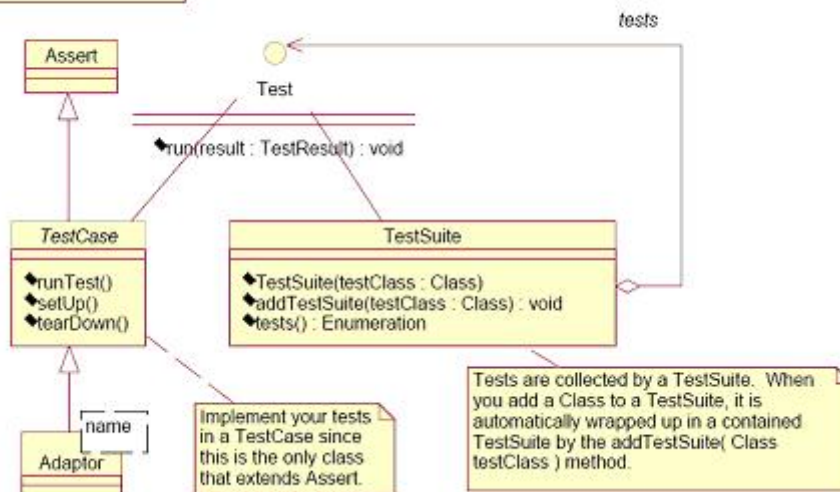 tests
Assert
Test
run(result : TestResult) : void
TestCase
runTest()
setUp()
tearDown()
TestSuite
TestSuite(testClass : Class)
addTestSuite(testClass : Class) : void
tests() : Enumeration
name
Adaptor
Implement your tests
in a TestCase since
this is the only class
that extends Assert.
Tests are collected by a TestSuite. When
you add a Class to a TestSuite, it is
automatically wrapped up in a contained
TestSuite by the addTestSuite( Class
testClass ) method.